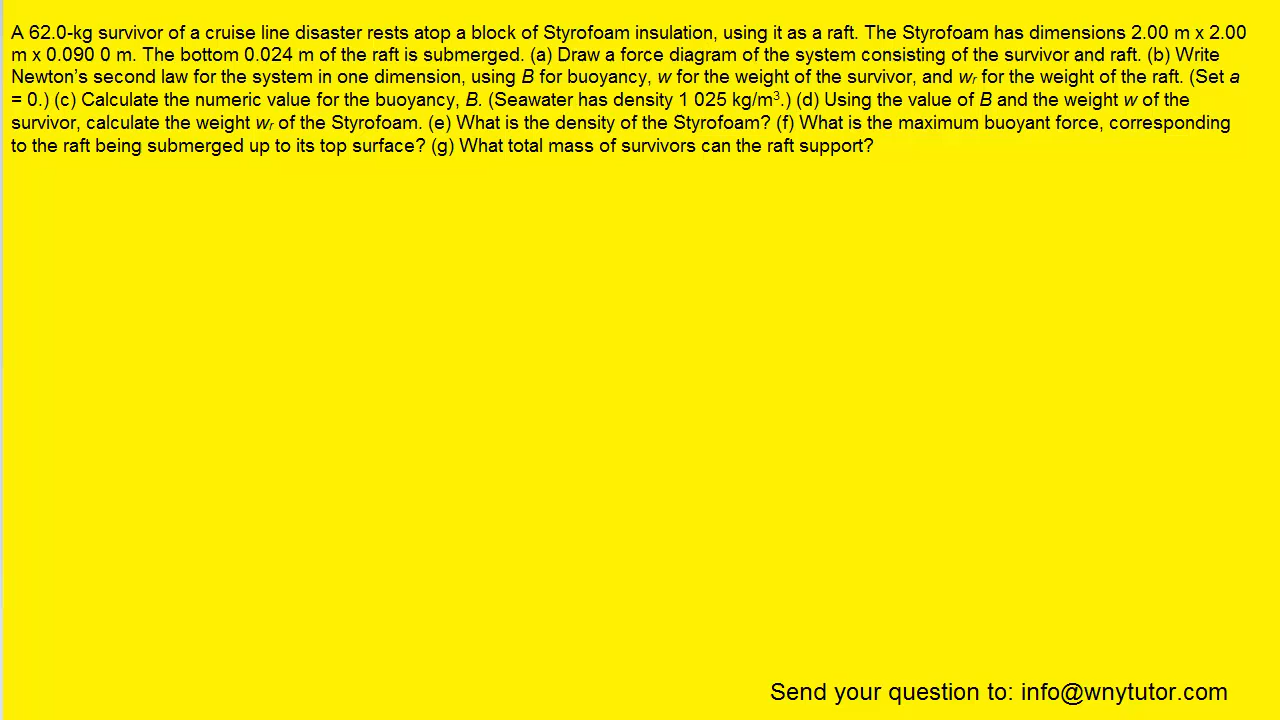 A 62.0-kg survivor of a cruise line disaster rests atop a block of Styrofoam insulation, using it as a raft. The Styrofoam has dimensions 2.00 m x 2.00
m x 0.090 0 m. The bottom 0.024 m of the raft is submerged. (a) Draw a force diagram of the system consisting of the survivor and raft. (b) Write
Newton’s second law for the system in one dimension, using B for buoyancy, w for the weight of the survivor, and wᵣ for the weight of the raft. (Set a
= 0.) (c) Calculate the numeric value for the buoyancy, B. (Seawater has density 1 025 kg/m³.) (d) Using the value of B and the weight w of the
survivor, calculate the weight wᵣ of the Styrofoam. (e) What is the density of the Styrofoam? (f) What is the maximum buoyant force, corresponding
to the raft being submerged up to its top surface? (g) What total mass of survivors can the raft support?
Send your question to: info@wnytutor.com